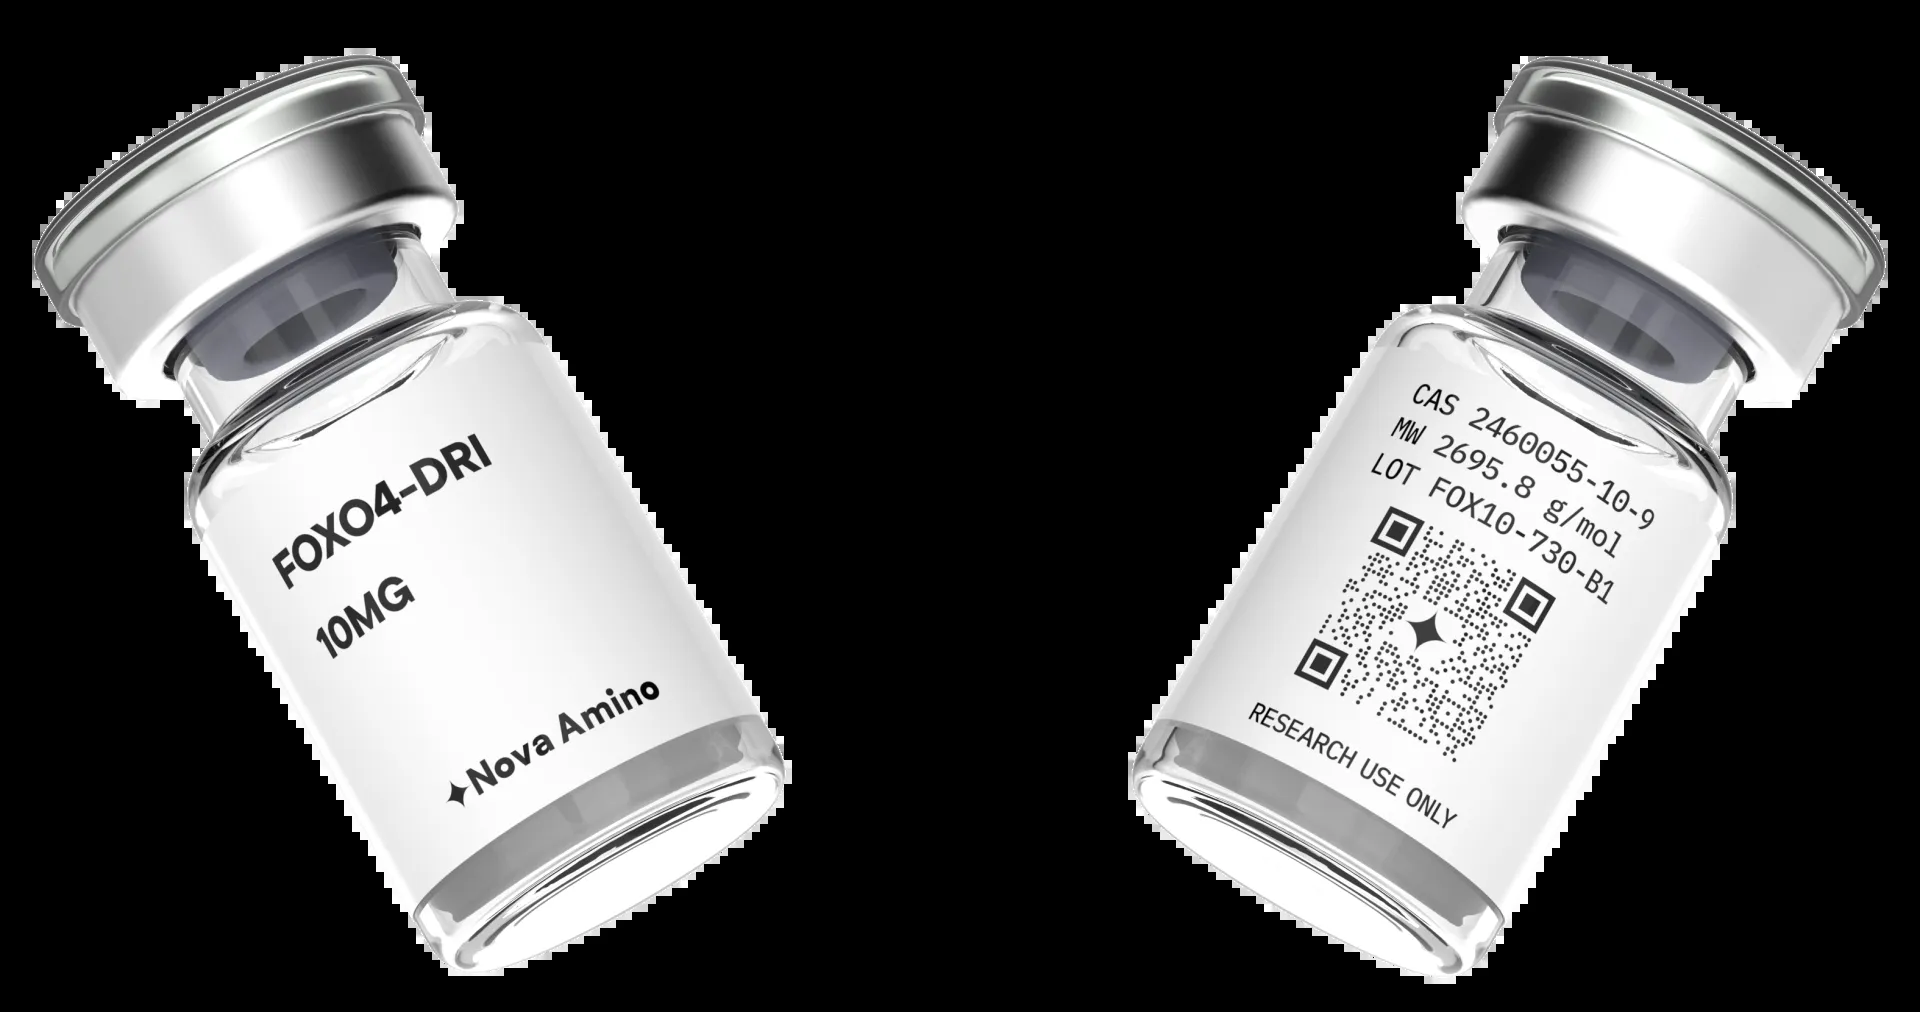 FOXO4-DRI
10MG
Nova Amino
CAS 2460055-10-9
MW 2695.8 g/mol
LOT FOX10-730-B1
RESEARCH USE ONLY